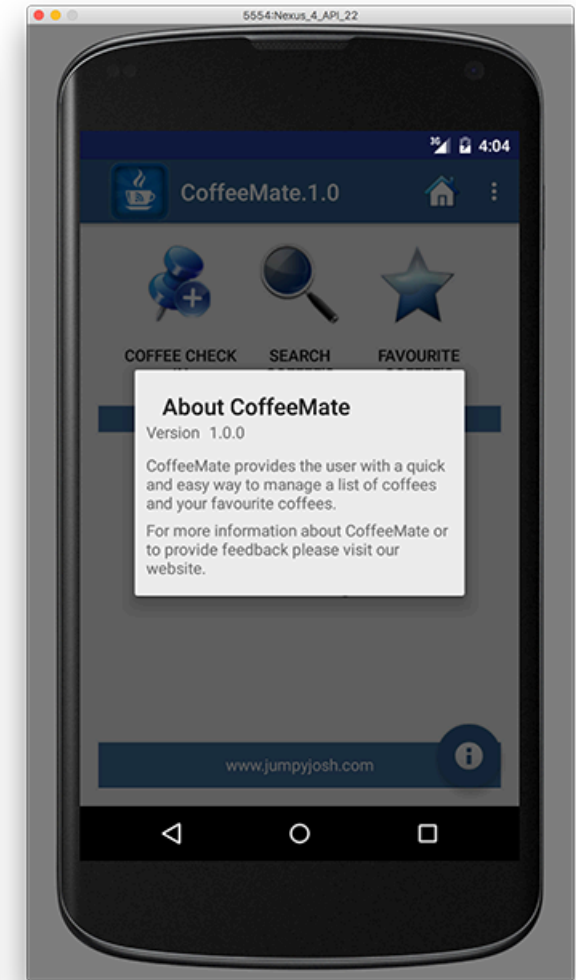 5554:Nexus_4_API_22
3G 4:04
CoffeeMate.1.0
COFFEE CHECK SEARCH FAVOURITE
About CoffeeMate
Version 1.0.0
CoffeeMate provides the user with a quick
and easy way to manage a list of coffees
and your favourite coffees.
For more information about CoffeeMate or
to provide feedback please visit our
website.
www.jumpyjosh.com